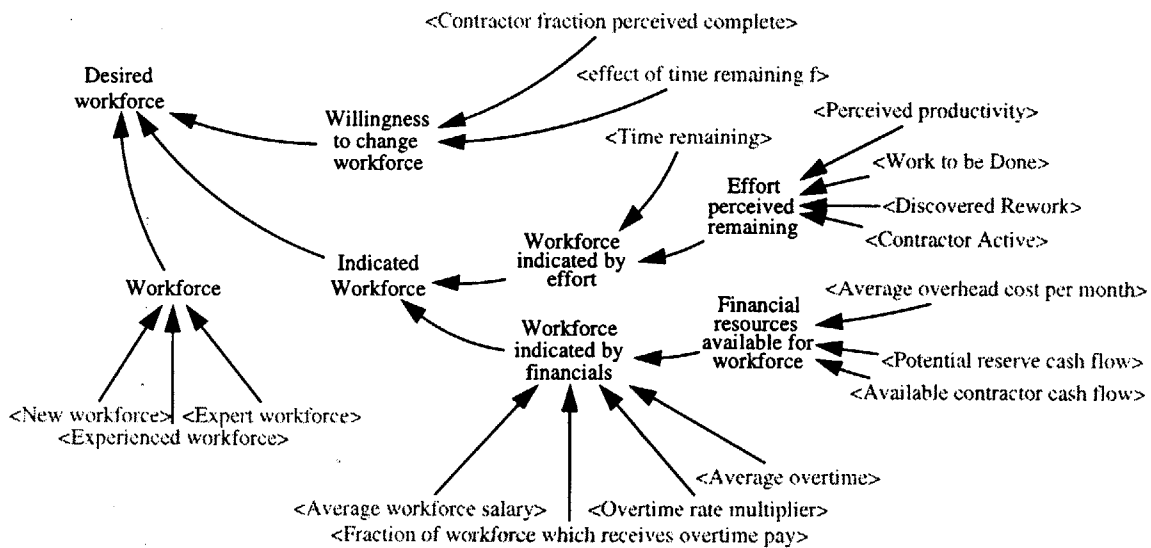 <Contractor fraction perceived complete>
<effect of time remaining f>
Desired
workforce
Willingness
to change
workforce
<Time remaining>
<Perceived productivity>
<Work to be Done>
<Discovered Rework>
<Contractor Active>
Effort
perceived
remaining
Workforce
indicated by
effort
Indicated
Workforce
Workforce
<Average overhead cost per month>
Financial
resources
available for
workforce
<Potential reserve cash flow>
<Available contractor cash flow>
Workforce
indicated by
financials
<New workforce>
<Expert workforce>
<Experienced workforce>
<Average overtime>
<Average workforce salary>
<Overtime rate multiplier>
<Fraction of workforce which receives overtime pay>